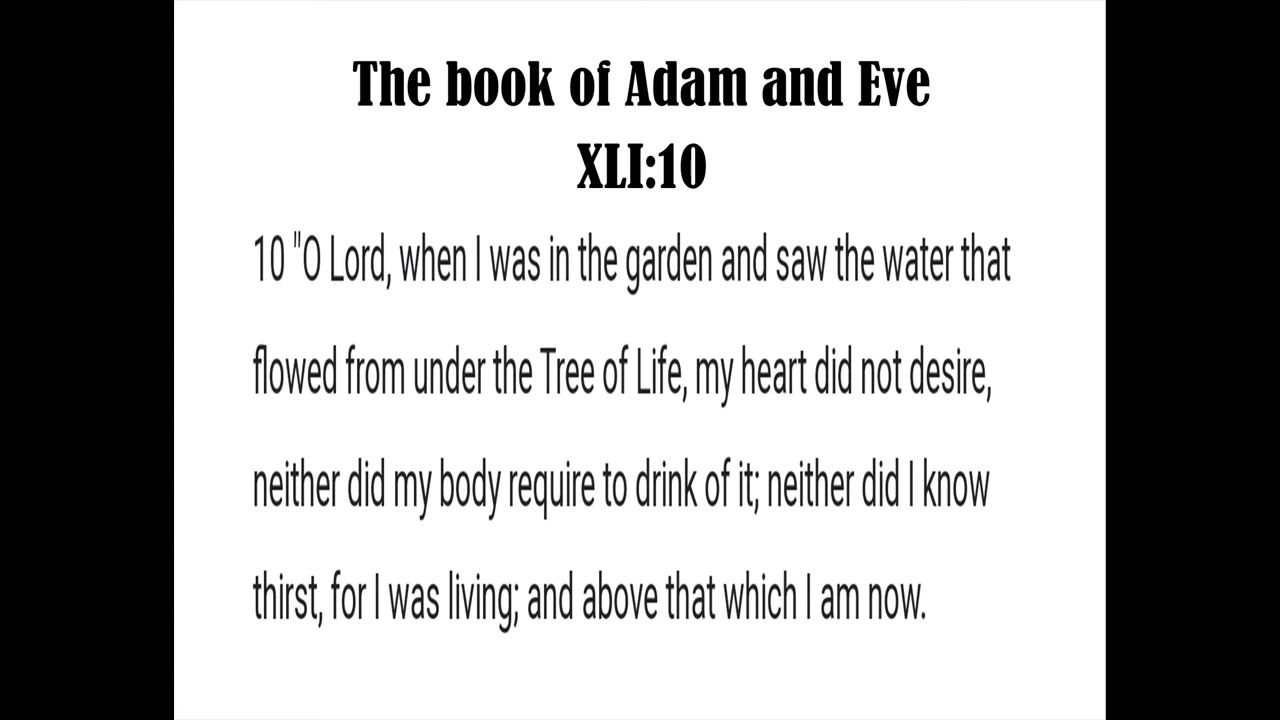 The book of Adam and Eve
XLI:10
10 "O Lord, when I was in the garden and saw the water that
flowed from under the Tree of Life, my heart did not desire,
neither did my body require to drink of it; neither did I know
thirst, for I was living; and above that which I am now.